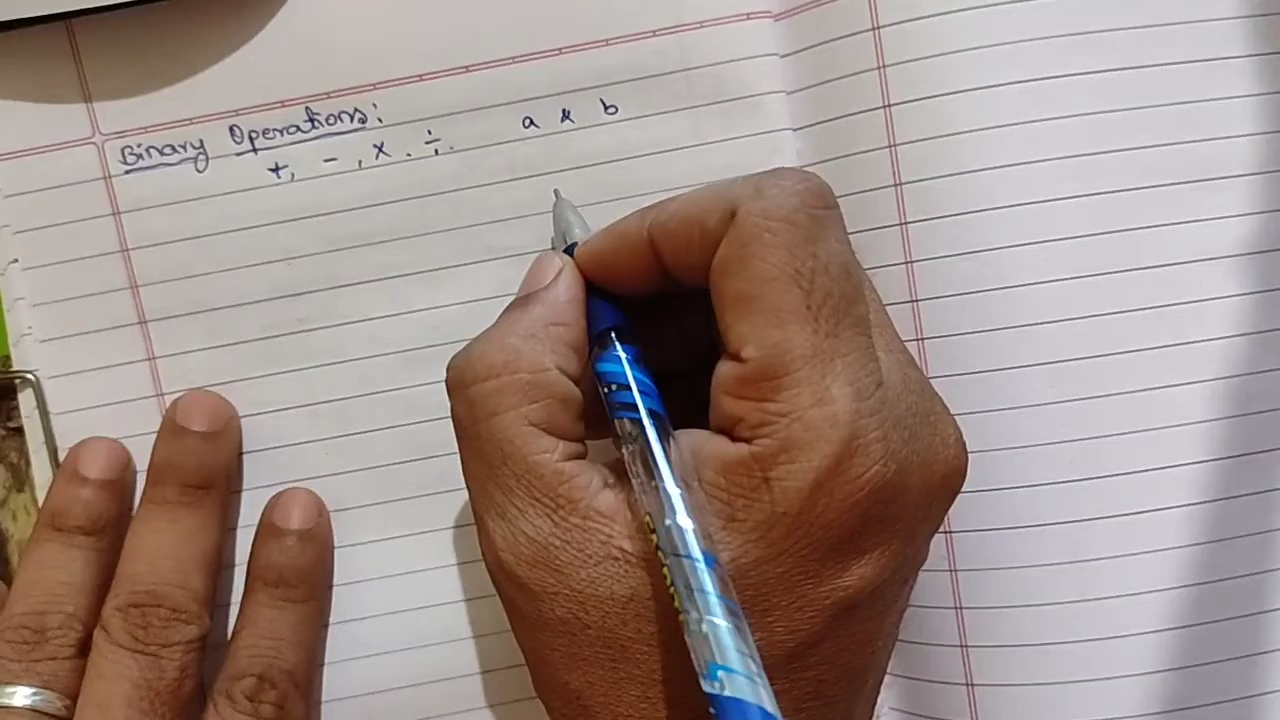 Binary Operations:
+, -, x. ÷. a & b